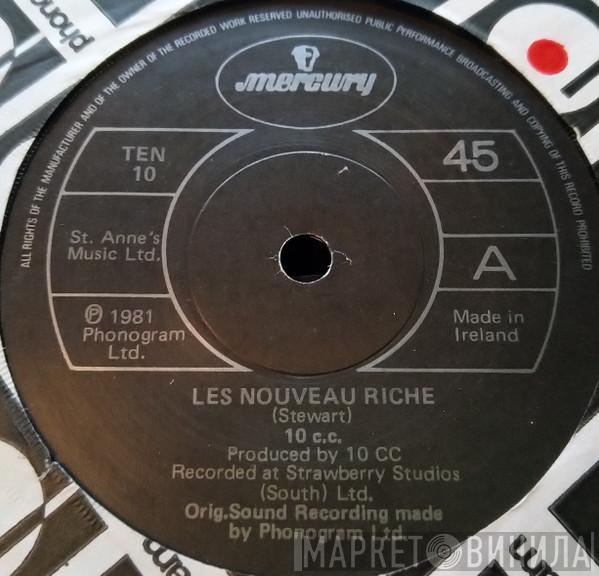 ALL RIGHTS OF THE MANUFACTURER AND OF THE OWNER OF THE RECORDED WORK RESERVED UNAUTHORISED PUBLIC PERFORMANCE BROADCASTING AND COPYING OF THIS RECORD PROHIBITED
mercury
TEN
10
45
St. Anne's
Music Ltd.
A
Ⓟ 1981
Phonogram
Ltd.
Made in
Ireland
LES NOUVEAU RICHE
(Stewart)
10 c.c.
Produced by 10 CC
Recorded at Strawberry Studios
(South) Ltd.
Orig.Sound Recording made
by Phonogram Ltd.
МАРКЕТ ВИНИЛА